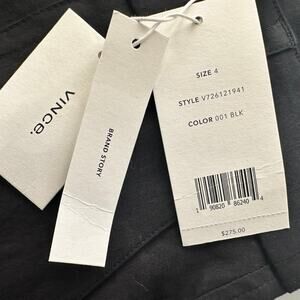 VINCE.
BRAND STORY
SIZE 4
STYLE V726121941
COLOR 001 BLK
1 90820 86240 4
$275.00